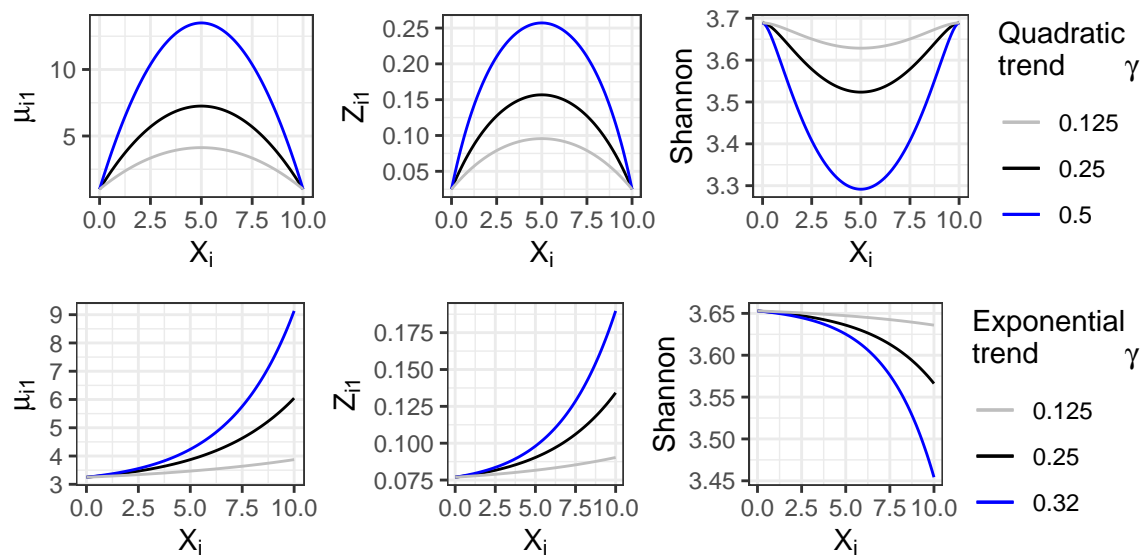 μi1
10
5
0.0 2.5 5.0 7.5 10.0
Xi
Zi1
0.25
0.20
0.15
0.10
0.05
0.0 2.5 5.0 7.5 10.0
Xi
Shannon
3.7
3.6
3.5
3.4
3.3
0.0 2.5 5.0 7.5 10.0
Xi
Quadratic
trend γ
0.125
0.25
0.5
μi1
9
8
7
6
5
4
3
0.0 2.5 5.0 7.5 10.0
Xi
Zi1
0.175
0.150
0.125
0.100
0.075
0.0 2.5 5.0 7.510.0
Xi
Shannon
3.65
3.60
3.55
3.50
3.45
0.0 2.5 5.0 7.5 10.0
Xi
Exponential
trend γ
0.125
0.25
0.32